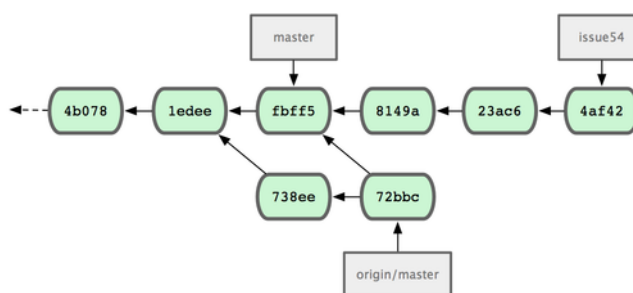 master
issue54
4b078
1edee
fbff5
8149a
23ac6
4af42
738ee
72bbc
origin/master